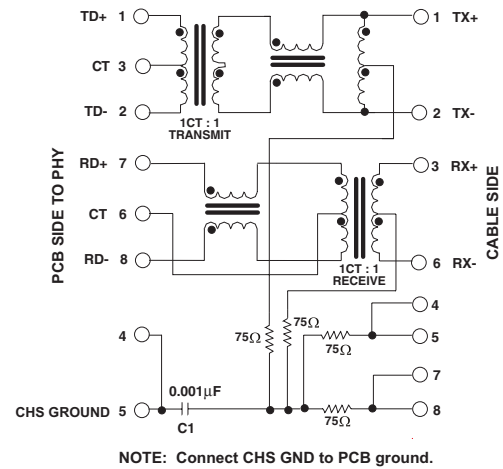 TD+ 1
1 TX+
CT 3
TD- 2
2 TX-
1CT : 1
TRANSMIT
RD+ 7
3 RX+
PCB SIDE TO PHY
CABLE SIDE
CT 6
RD- 8
6 RX-
1CT : 1
RECEIVE
4
75Ω
75Ω
75Ω
4
5
7
CHS GROUND 5
0.001µF
C1
75Ω
8
NOTE: Connect CHS GND to PCB ground.